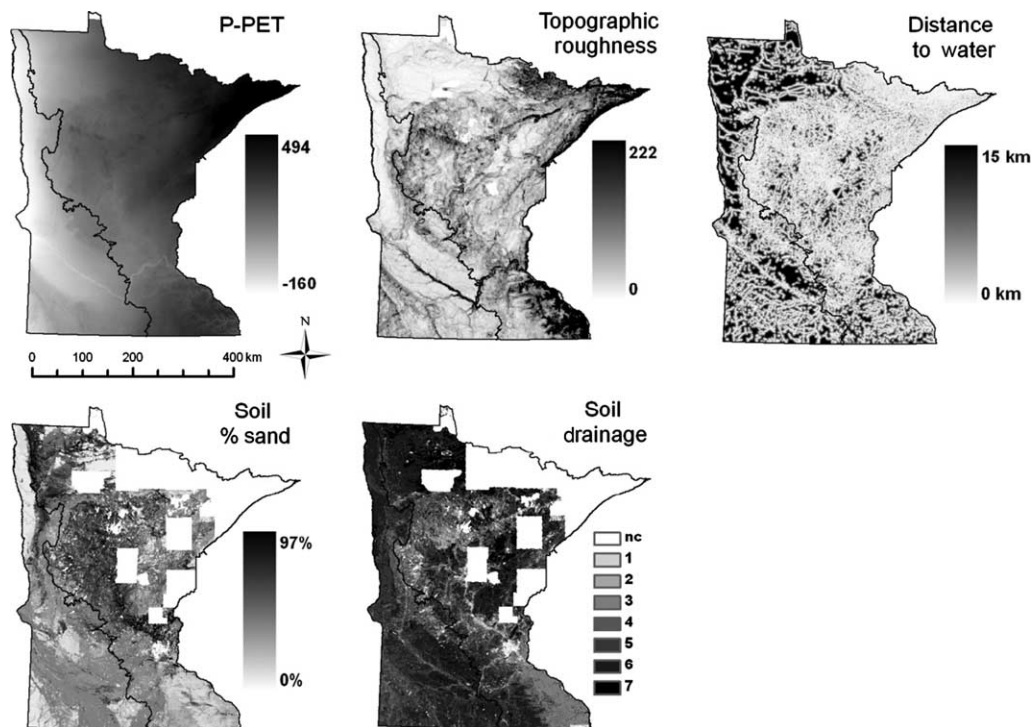 P-PET
494
-160
Topographic
roughness
222
0
Distance
to water
15 km
0 km
N
0 100 200 400 km
Soil
% sand
97%
0%
Soil
drainage
nc
1
2
3
4
5
6
7